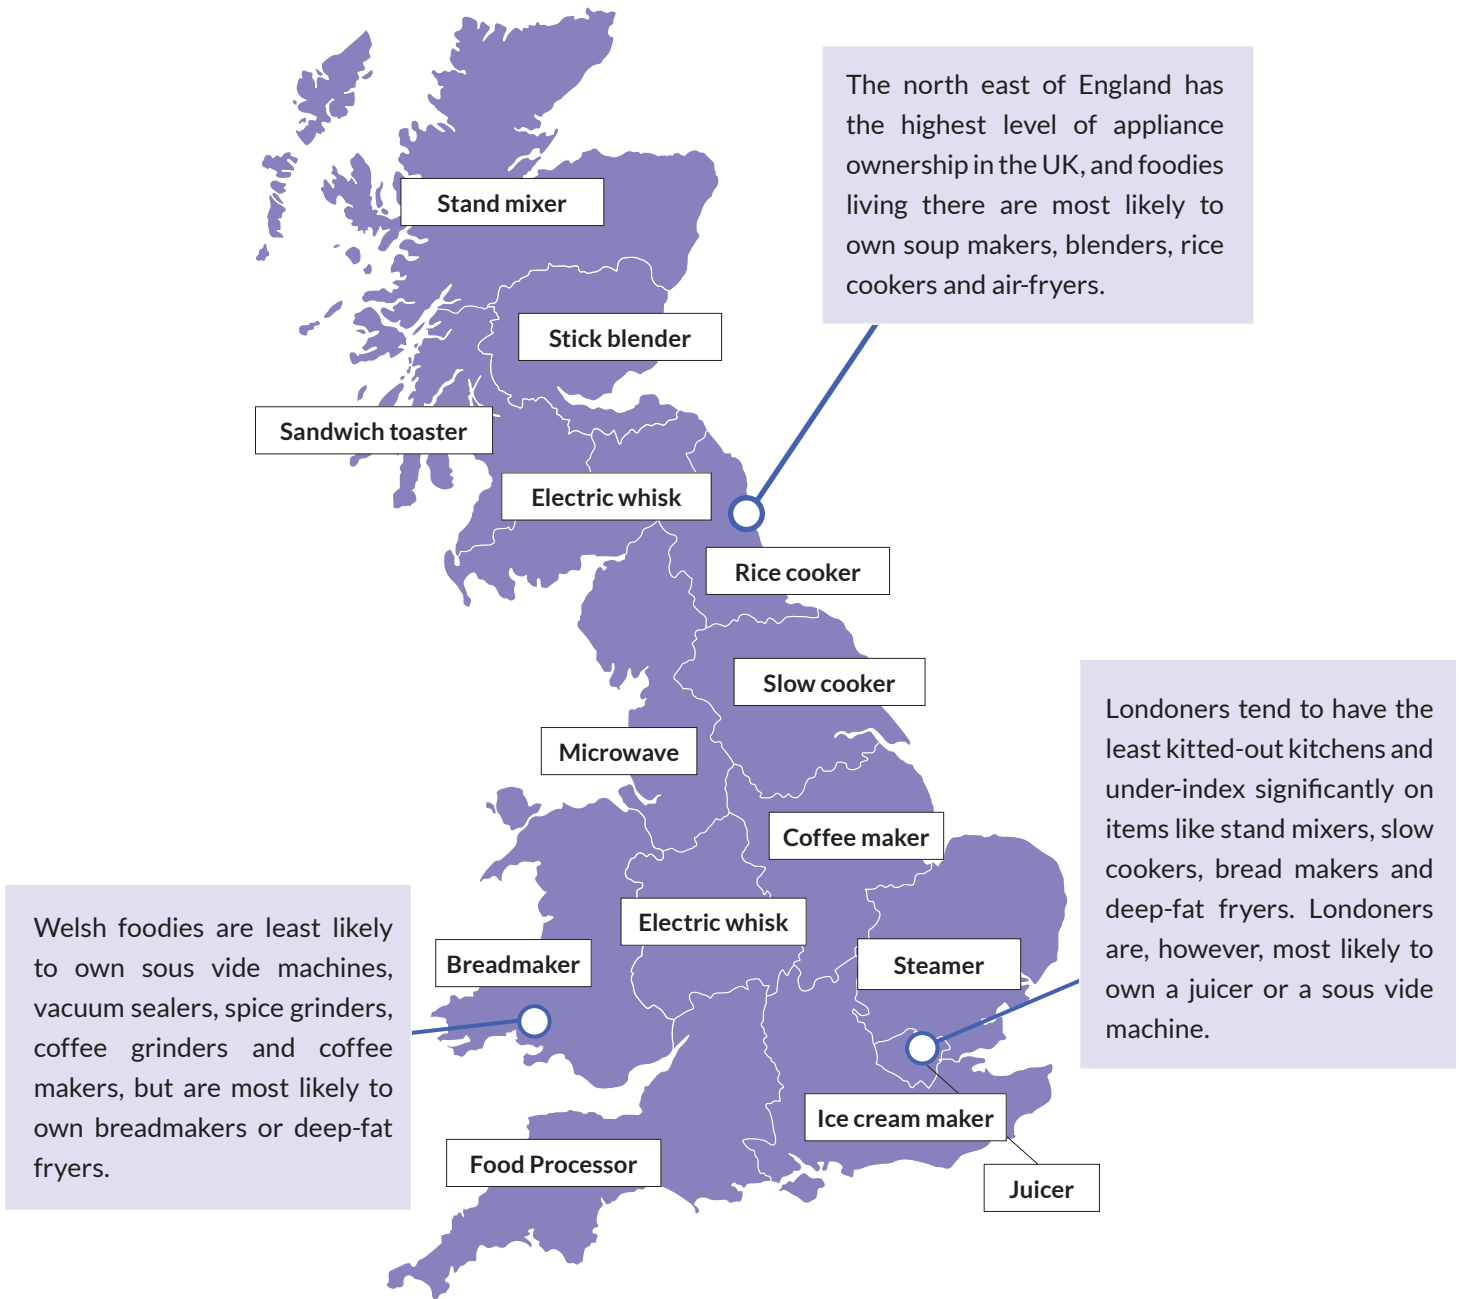 The north east of England has
the highest level of appliance
ownership in the UK, and foodies
living there are most likely to
own soup makers, blenders, rice
cookers and air-fryers.
Stand mixer
Stick blender
Sandwich toaster
Electric whisk
Rice cooker
Slow cooker
Microwave
Coffee maker
Electric whisk
Breadmaker
Steamer
Londoners tend to have the
least kitted-out kitchens and
under-index significantly on
items like stand mixers, slow
cookers, bread makers and
deep-fat fryers. Londoners
are, however, most likely to
own a juicer or a sous vide
machine.
Welsh foodies are least likely
to own sous vide machines,
vacuum sealers, spice grinders,
coffee grinders and coffee
makers, but are most likely to
own breadmakers or deep-fat
fryers.
Ice cream maker
Food Processor
Juicer